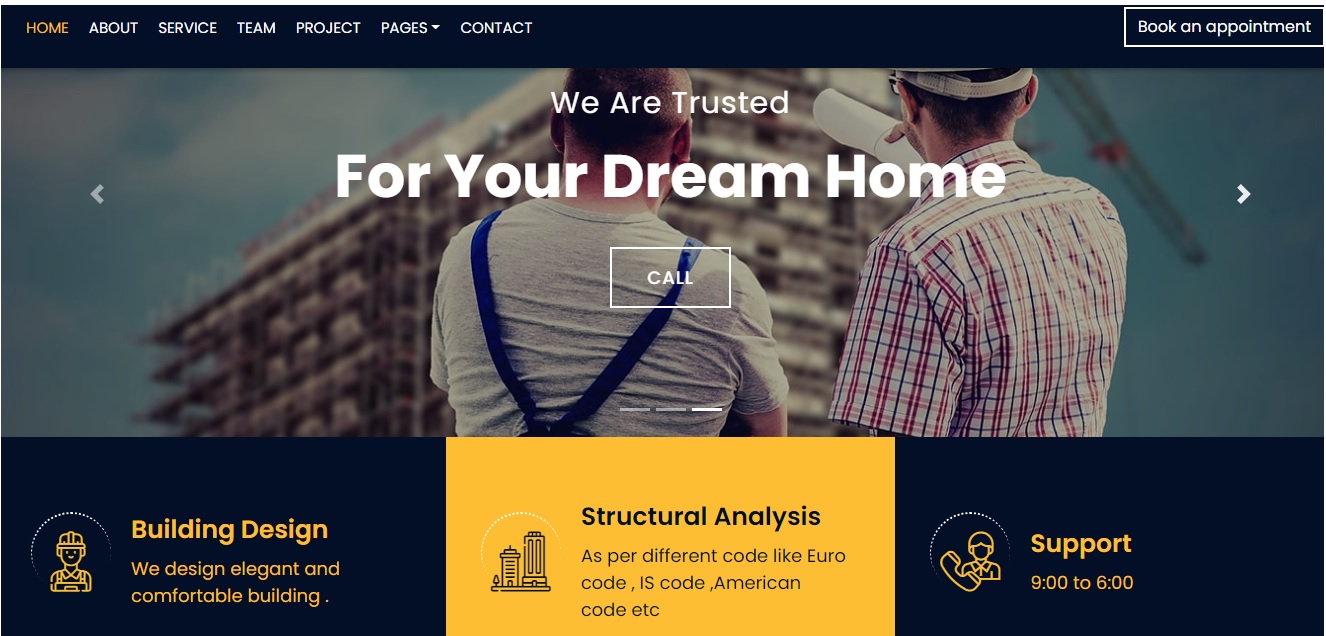 HOME ABOUT SERVICE TEAM PROJECT PAGES CONTACT Book an appointment
We Are Trusted
For Your Dream Home
CALL
Building Design
We design elegant and
comfortable building .
Structural Analysis
As per different code like Euro
code , IS code ,American
code etc
Support
9:00 to 6:00